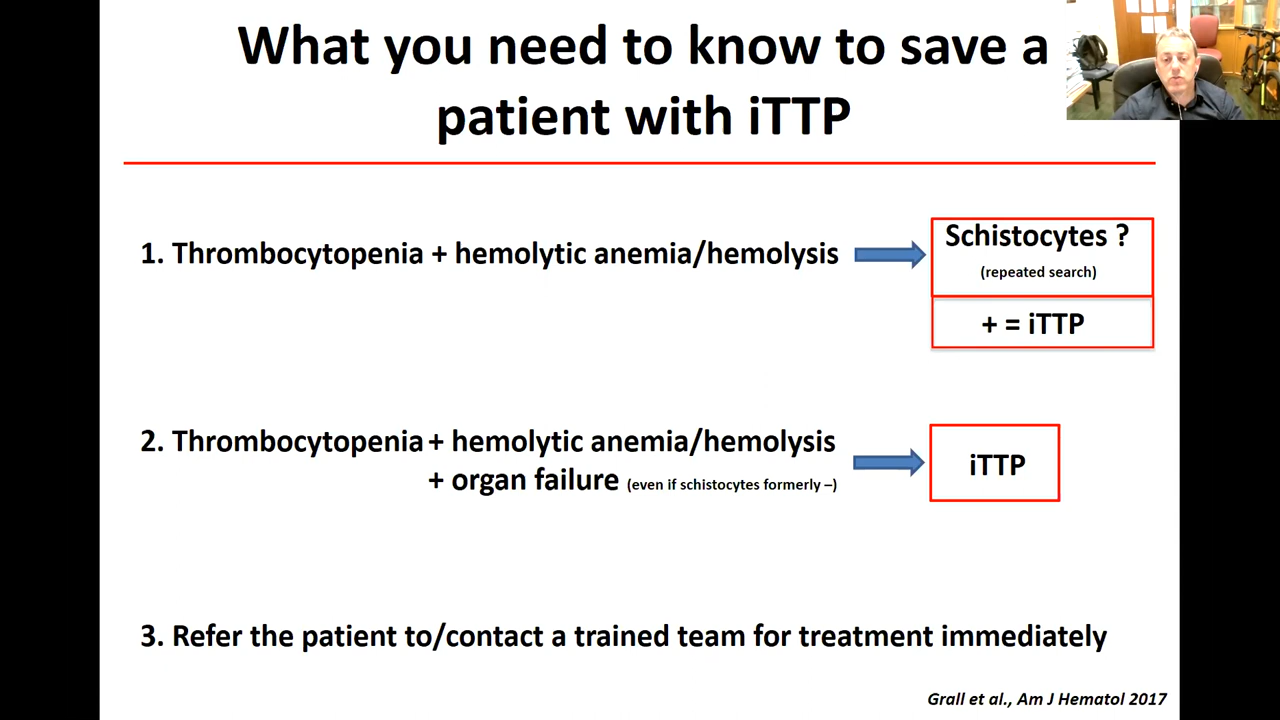 What you need to know to save a
patient with iTTP
1. Thrombocytopenia + hemolytic anemia/hemolysis
Schistocytes ?
(repeated search)
+ = iTTP
2. Thrombocytopenia + hemolytic anemia/hemolysis
+ organ failure (even if schistocytes formerly –)
iTTP
3. Refer the patient to/contact a trained team for treatment immediately
Grall et al., Am J Hematol 2017